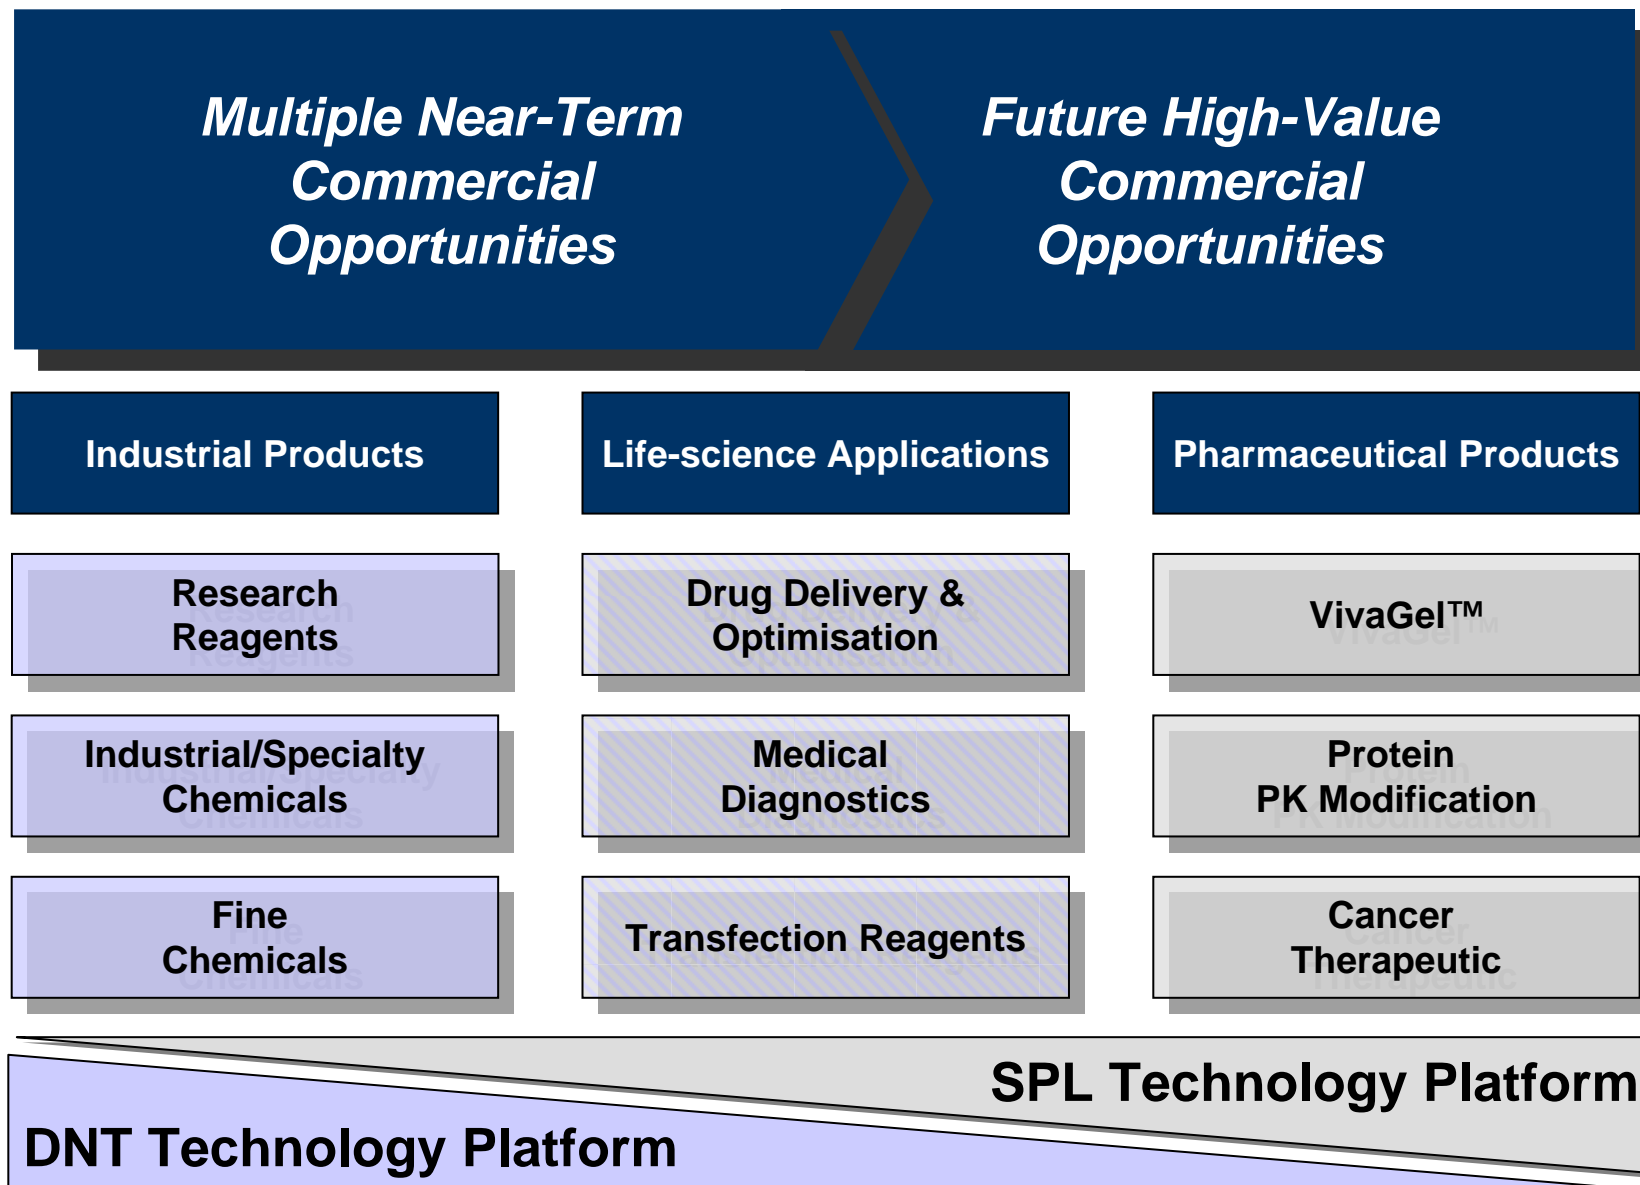 Multiple Near-Term
Commercial
Opportunities
Future High-Value
Commercial
Opportunities
Industrial Products
Life-science Applications
Pharmaceutical Products
Research
Reagents
Drug Delivery &
Optimisation
VivaGel™
Industrial/Specialty
Chemicals
Medical
Diagnostics
Protein
PK Modification
Fine
Chemicals
Transfection Reagents
Cancer
Therapeutic
SPL Technology Platform
DNT Technology Platform